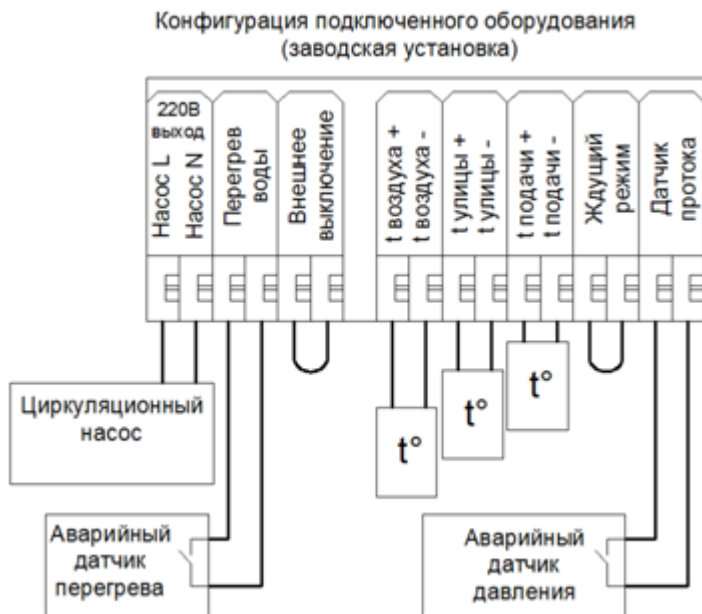 Конфигурация подключенного оборудования
(заводская установка)
220В
выход
Насос L
Насос N
Перегрев
воды
Внешнее
выключение
t воздуха +
t воздуха -
t улицы +
t улицы -
t подачи +
t подачи -
Ждущий
режим
Датчик
протока
Циркуляционный
насос
t°
t°
t°
Аварийный
датчик
перегрева
Аварийный
датчик
давления